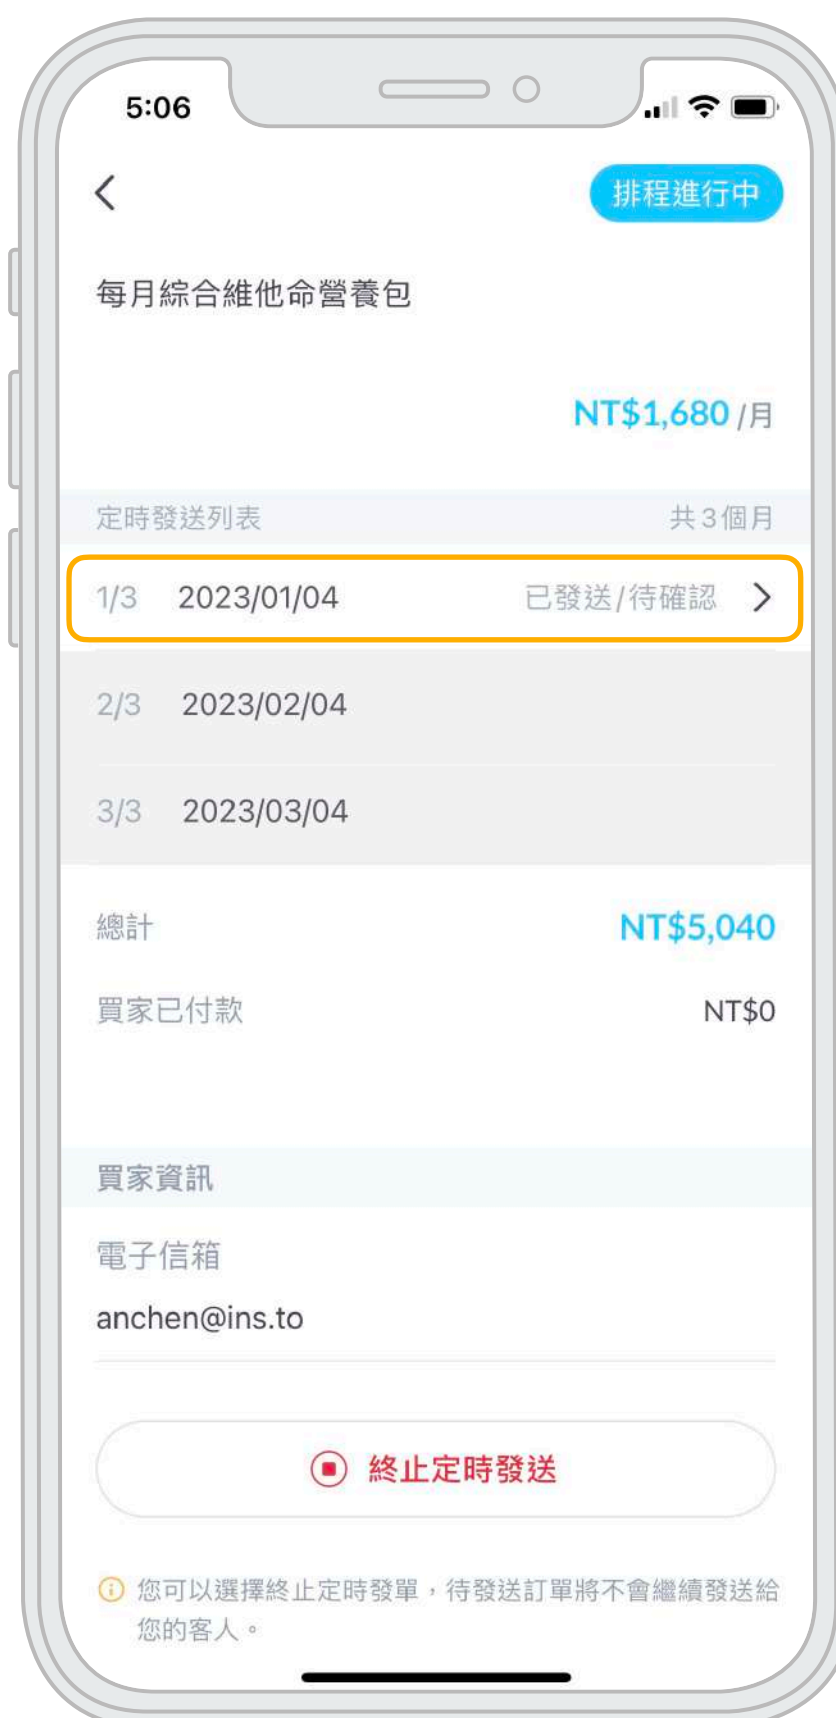 5:06
排程進行中
每月綜合維他命營養包
NT$1,680 /月
定時發送列表 共3個月
1/3 2023/01/04 已發送/待確認
2/3 2023/02/04
3/3 2023/03/04
總計 NT$5,040
買家已付款 NT$0
買家資訊
電子信箱
anchen@ins.to
終止定時發送
您可以選擇終止定時發單，待發送訂單將不會繼續發送給
您的客人。